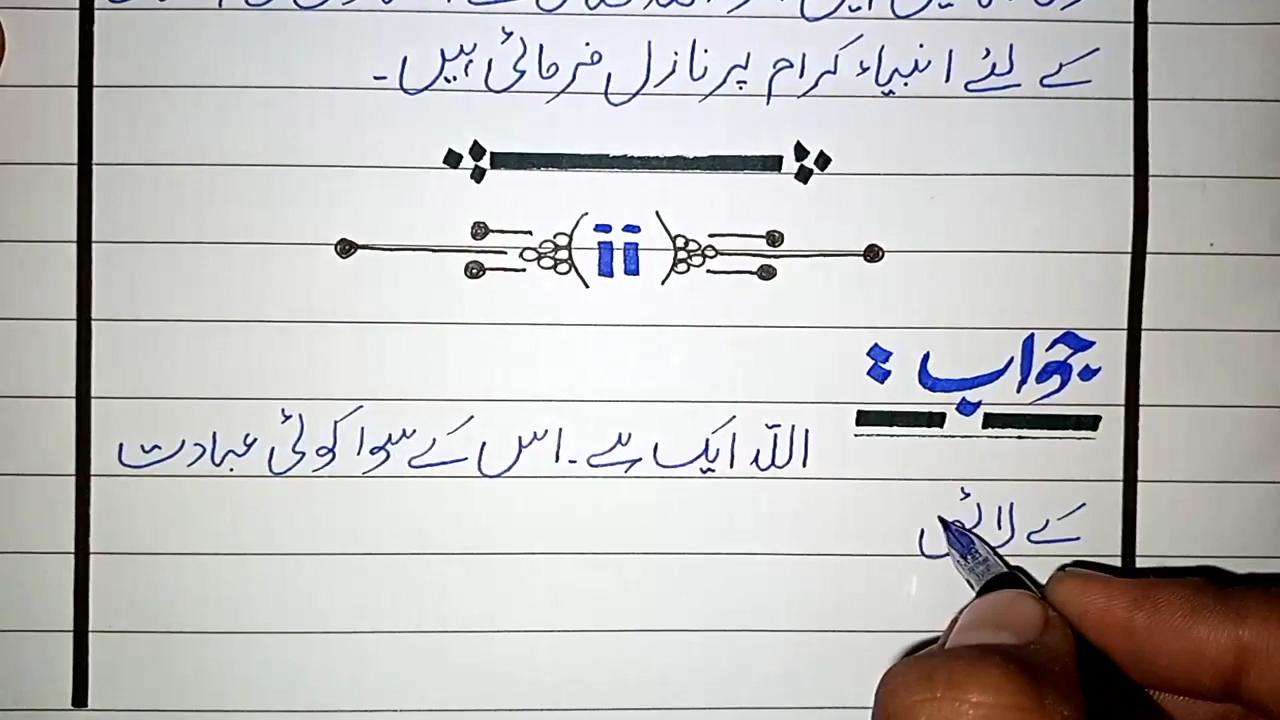 کے لئے انبیاء کرام پر نازل فرمائی ہیں۔
ii
جواب :
اللہ ایک ہے۔ اس کے سوا کوئی عبادت
کے لائق